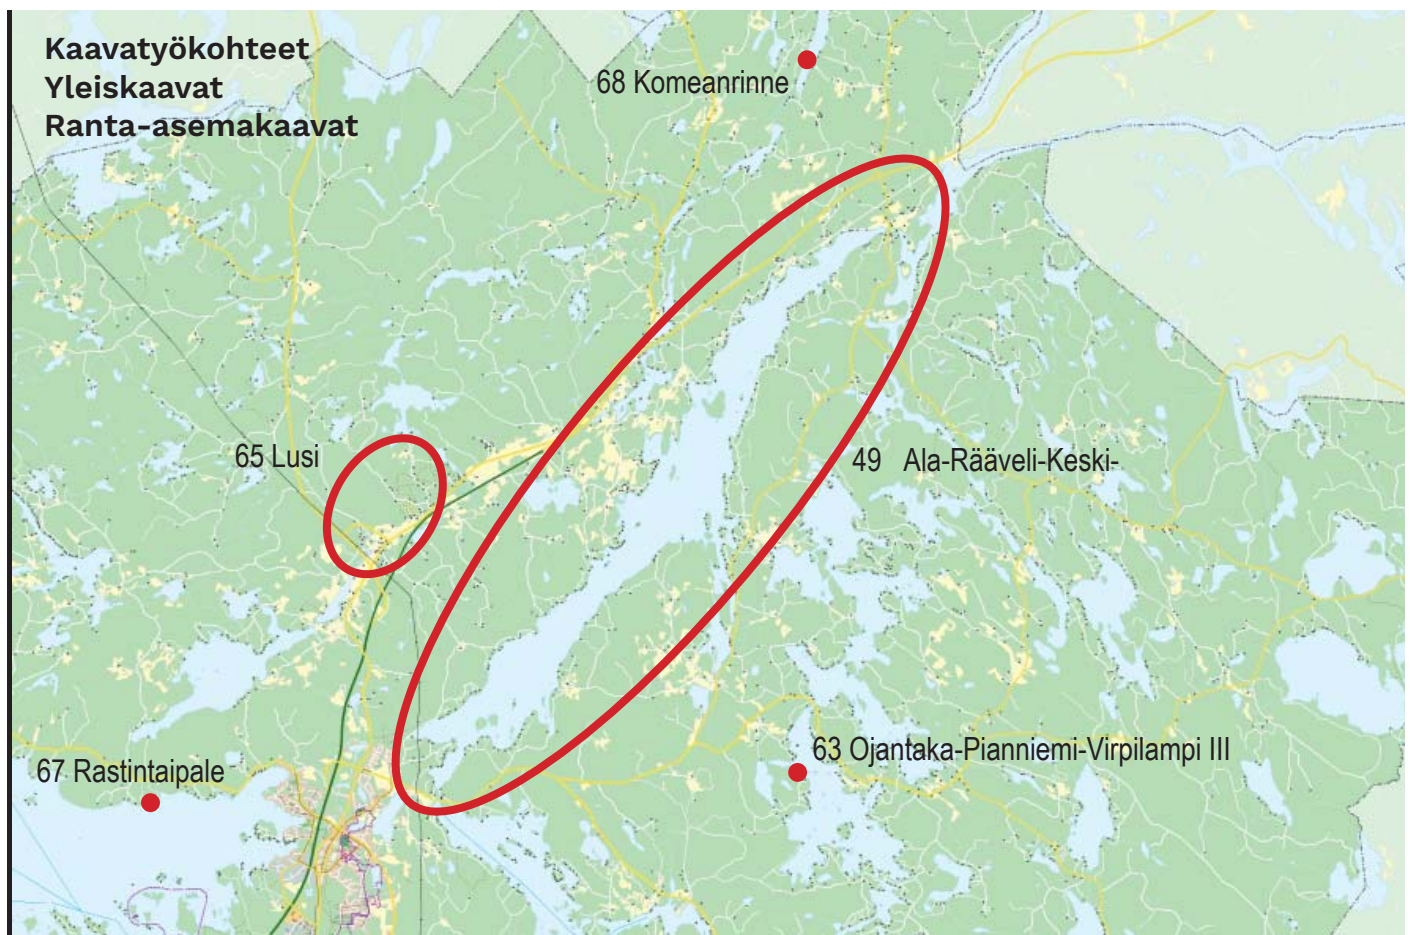 Kaavatyökohteet
Yleiskaavat
Ranta-asemakaavat
68 Komeanrinne
65 Lusi
49 Ala-Rääveli-Keski-
63 Ojantaka-Pianniemi-Virpilampi III
67 Rastintaipale